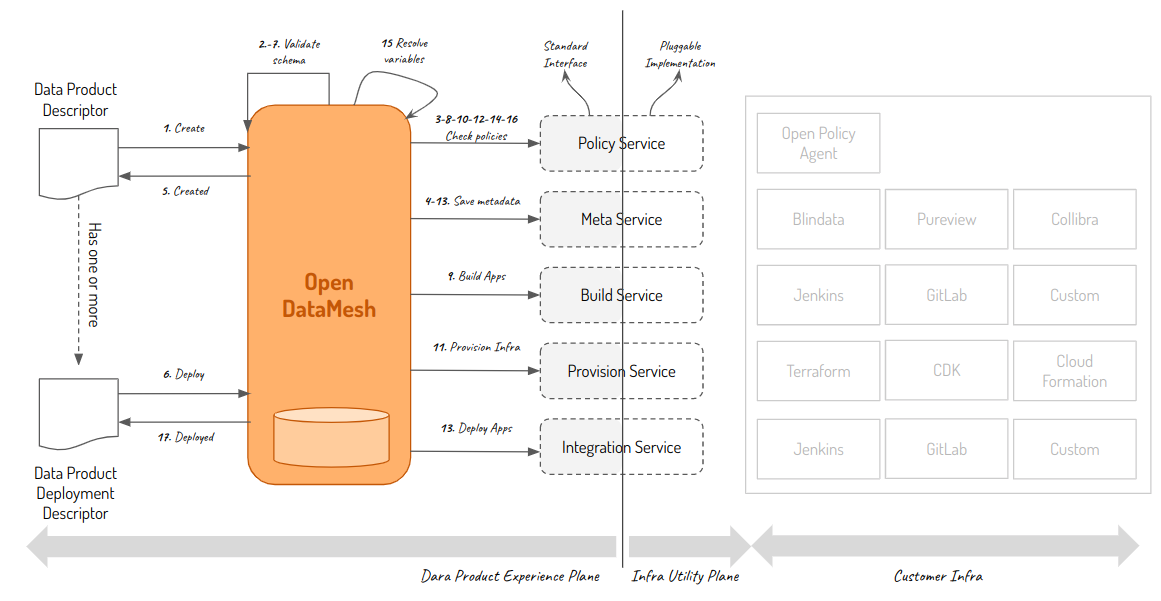 2.-7. Validate
schema
15 Resolve
variables
Standard
Interface
Pluggable
Implementation
Data Product
Descriptor
1. Create
5. Created
3-8-10-12-14-16
Check policies
Policy Service
Open Policy
Agent
4-13. Save metadata
Meta Service
Blindata
Pureview
Collibra
Has one or more
Open
DataMesh
9. Build Apps
Build Service
Jenkins
GitLab
Custom
11. Provision Infra
Provision Service
Terraform
CDK
Cloud
Formation
6. Deploy
17. Deployed
13. Deploy Apps
Integration Service
Jenkins
GitLab
Custom
Data Product
Deployment
Descriptor
Dara Product Experience Plane
Infra Utility Plane
Customer Infra